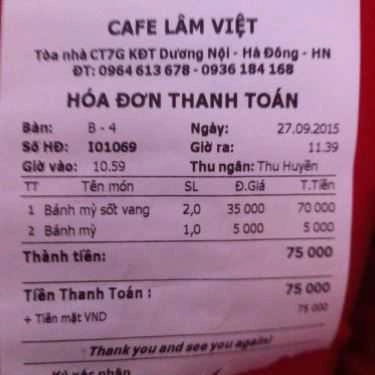 CAFE LÂM VIỆT
Tòa nhà CT7G KĐT Dương Nội - Hà Đông - HN
ĐT: 0964 613 678 - 0936 184 168
HÓA ĐƠN THANH TOÁN
Bàn: B - 4 Ngày: 27.09.2015
Số HĐ: I01069 Giờ ra: 11.39
Giờ vào: 10.59 Thu ngân: Thu Huyền
TT Tên món SL Đ.Giá T.Tiền
1 Bánh mỳ sốt vang 2,0 35 000 70 000
2 Bánh mỳ 1,0 5 000 5 000
Thành tiền: 75 000
Tiền Thanh Toán : 75 000
+ Tiền mặt VND 75 000
Thank you and see you again!
Ký xác nhận